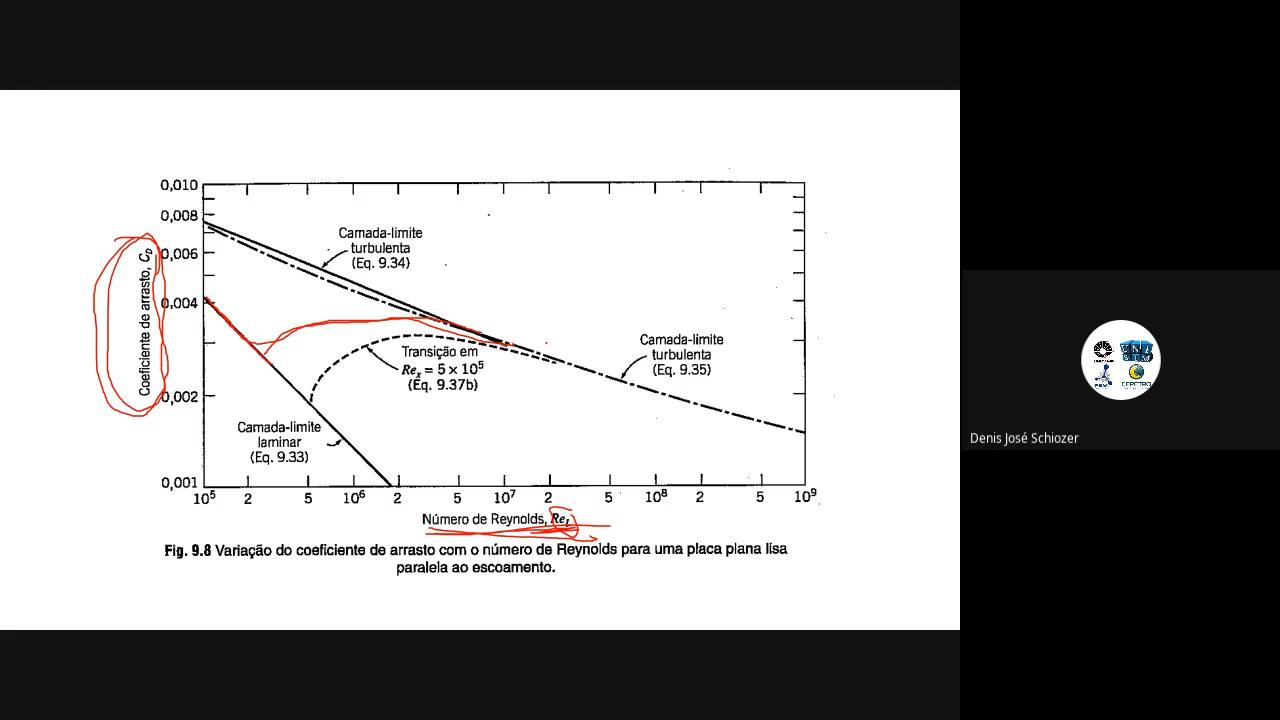 0,010
0,008
0,006
0,004
0,002
0,001
Coeficiente de arrasto, C_D
Camada-limite
turbulenta
(Eq. 9.34)
Transição em
Re_x = 5 × 10^5
(Eq. 9.37b)
Camada-limite
turbulenta
(Eq. 9.35)
Camada-limite
laminar
(Eq. 9.33)
10^5 2 5 10^6 2 5 10^7 2 5 10^8 2 5 10^9
Número de Reynolds, Re_L
Fig. 9.8 Variação do coeficiente de arrasto com o número de Reynolds para uma placa plana lisa
paralela ao escoamento.
Denis José Schiozer